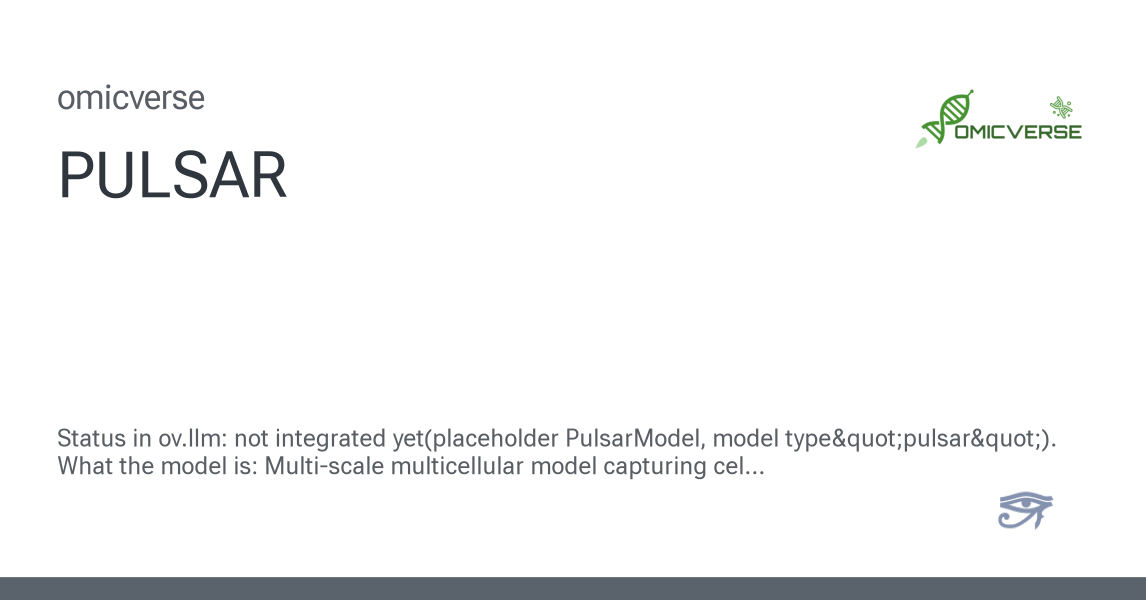 omicverse
OMICVERSE
PULSAR
Status in ov.llm: not integrated yet(placeholder PulsarModel, model type&quot;pulsar&quot;).
What the model is: Multi-scale multicellular model capturing cel...